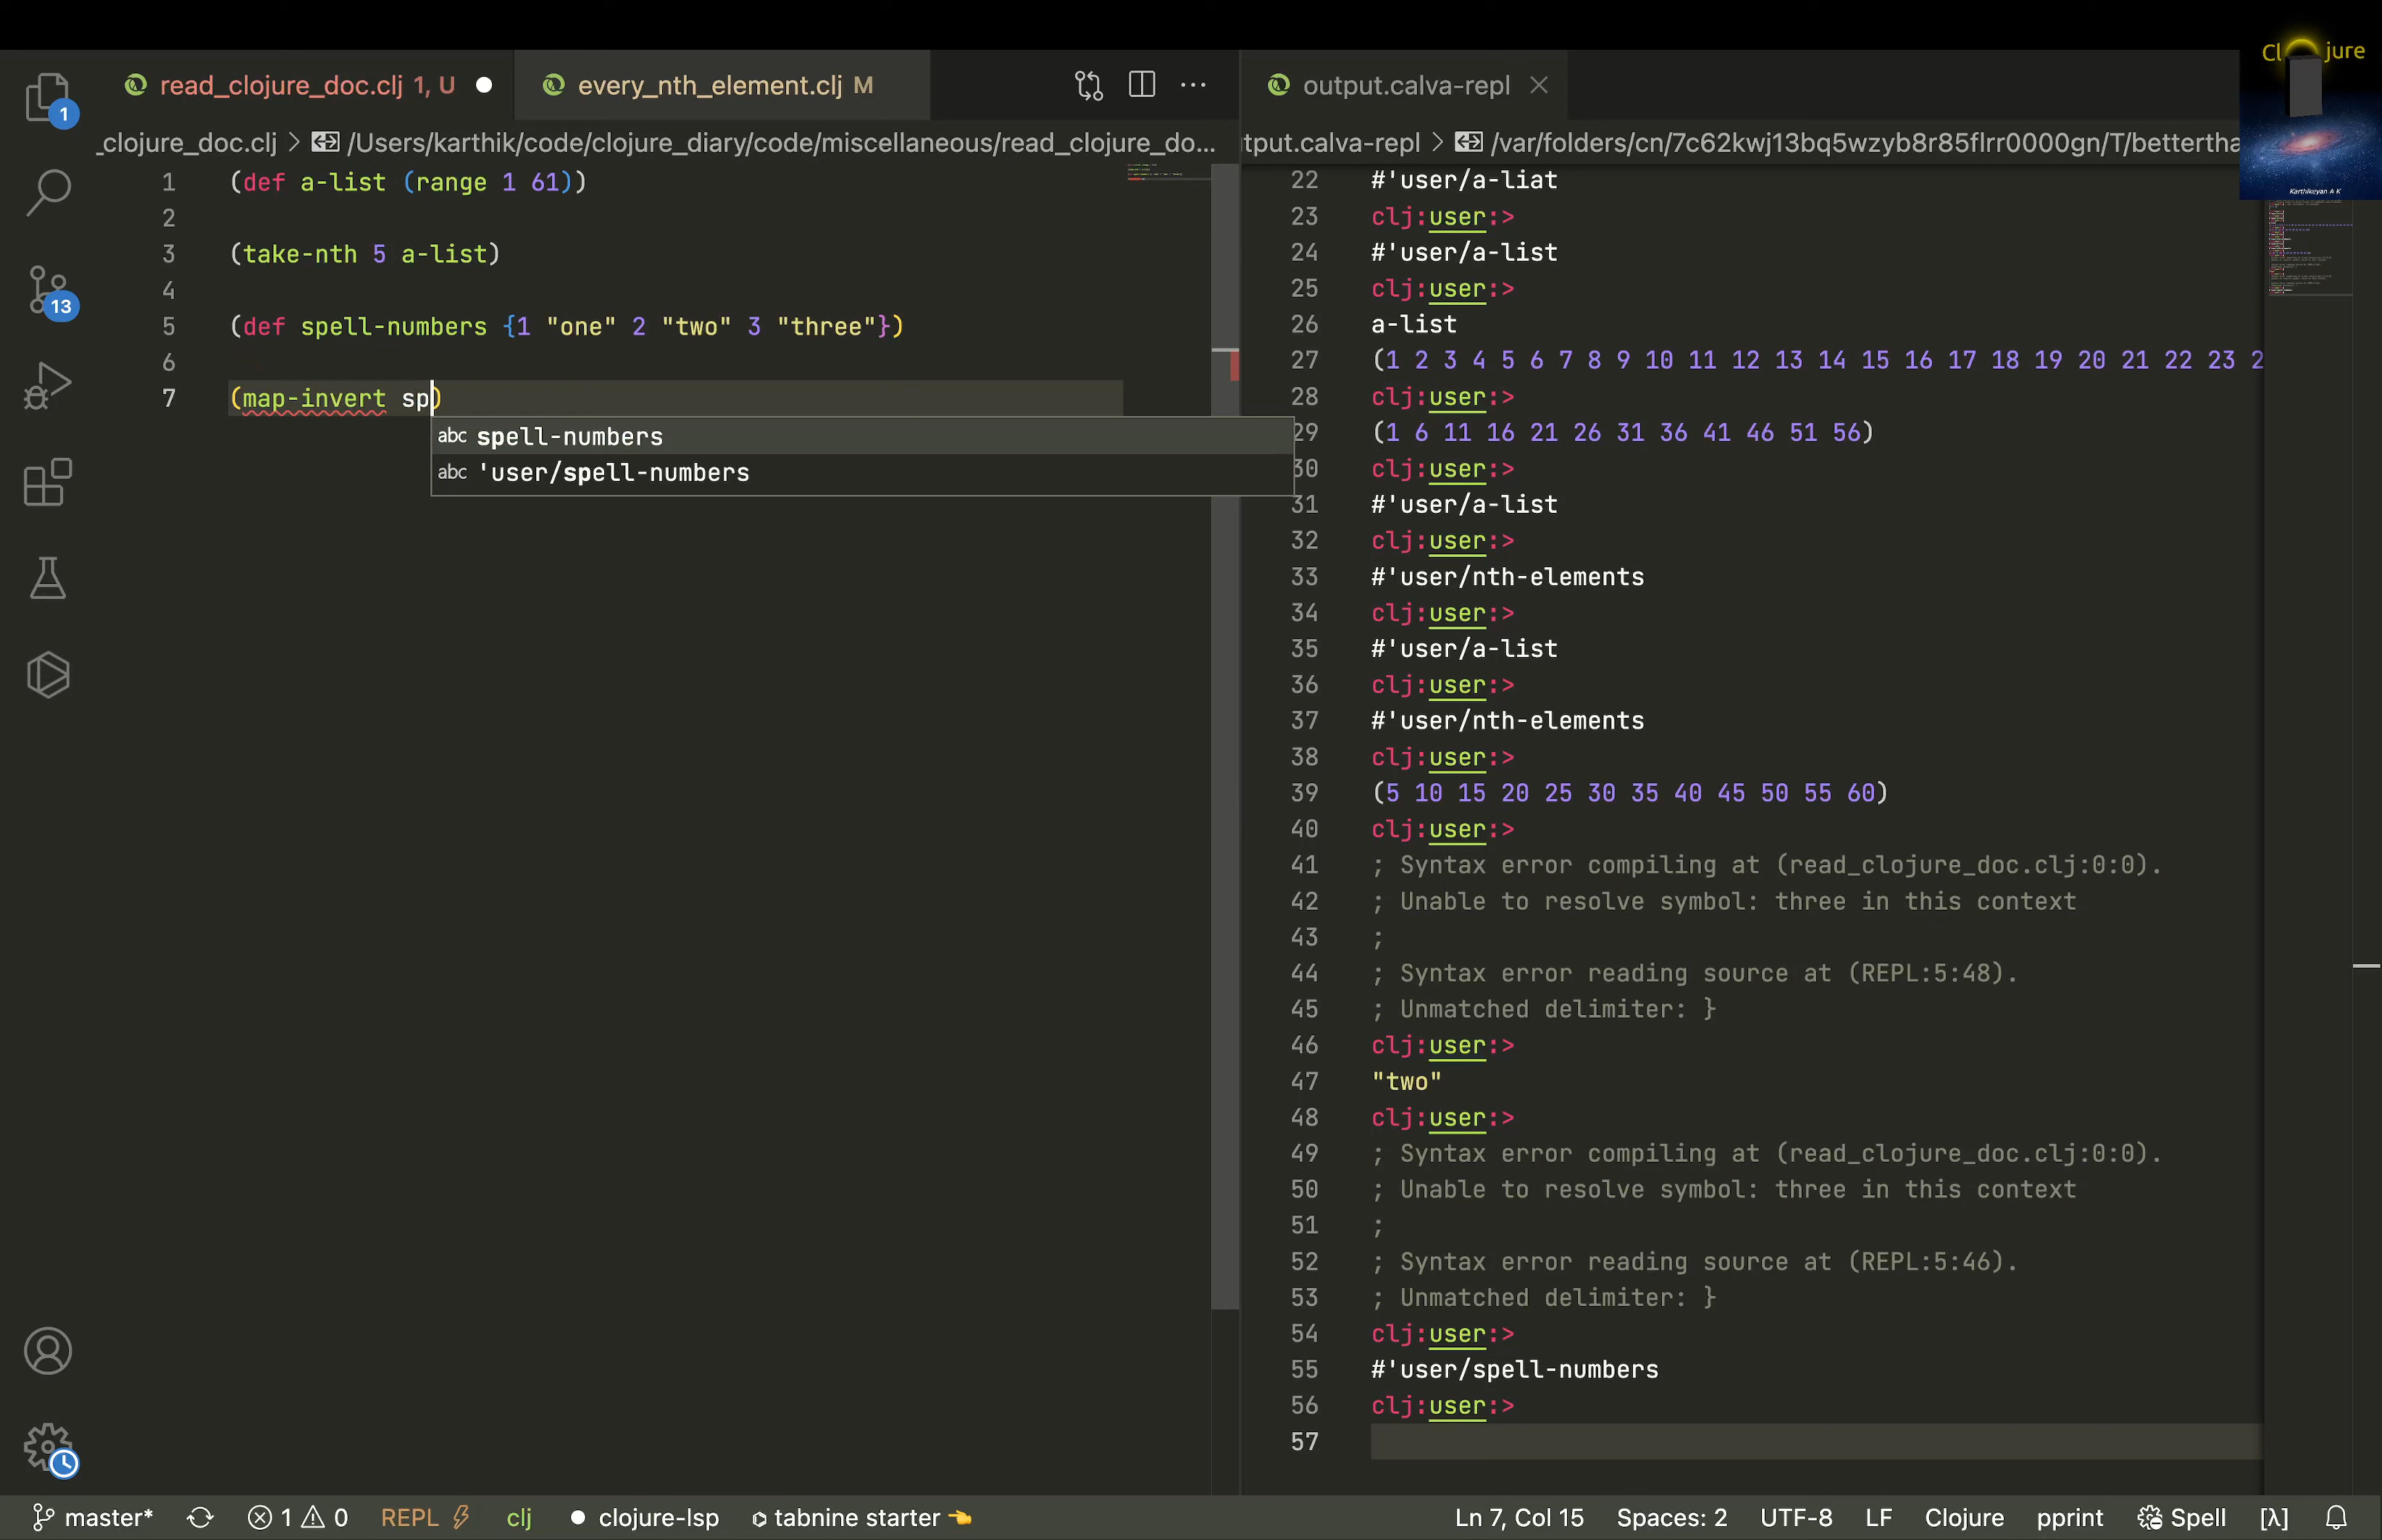 Clojure
Karthikeyan A K
read_clojure_doc.clj 1, U
every_nth_element.clj M
output.calva-repl
1
13
_clojure_doc.clj > /Users/karthik/code/clojure_diary/code/miscellaneous/read_clojure_do...
tput.calva-repl > /var/folders/cn/7c62kwj13bq5wzyb8r85flrr0000gn/T/bettertha
1 (def a-list (range 1 61))
2
3 (take-nth 5 a-list)
4
5 (def spell-numbers {1 "one" 2 "two" 3 "three"})
6
7 (map-invert sp)
abc spell-numbers
abc 'user/spell-numbers
22 #'user/a-liat
23 clj:user:>
24 #'user/a-list
25 clj:user:>
26 a-list
27 (1 2 3 4 5 6 7 8 9 10 11 12 13 14 15 16 17 18 19 20 21 22 23 2
28 clj:user:>
29 (1 6 11 16 21 26 31 36 41 46 51 56)
30 clj:user:>
31 #'user/a-list
32 clj:user:>
33 #'user/nth-elements
34 clj:user:>
35 #'user/a-list
36 clj:user:>
37 #'user/nth-elements
38 clj:user:>
39 (5 10 15 20 25 30 35 40 45 50 55 60)
40 clj:user:>
41 ; Syntax error compiling at (read_clojure_doc.clj:0:0).
42 ; Unable to resolve symbol: three in this context
43 ;
44 ; Syntax error reading source at (REPL:5:48).
45 ; Unmatched delimiter: }
46 clj:user:>
47 "two"
48 clj:user:>
49 ; Syntax error compiling at (read_clojure_doc.clj:0:0).
50 ; Unable to resolve symbol: three in this context
51 ;
52 ; Syntax error reading source at (REPL:5:46).
53 ; Unmatched delimiter: }
54 clj:user:>
55 #'user/spell-numbers
56 clj:user:>
57
master* 1 0 REPL clj clojure-lsp tabnine starter Ln 7, Col 15 Spaces: 2 UTF-8 LF Clojure pprint Spell [λ]